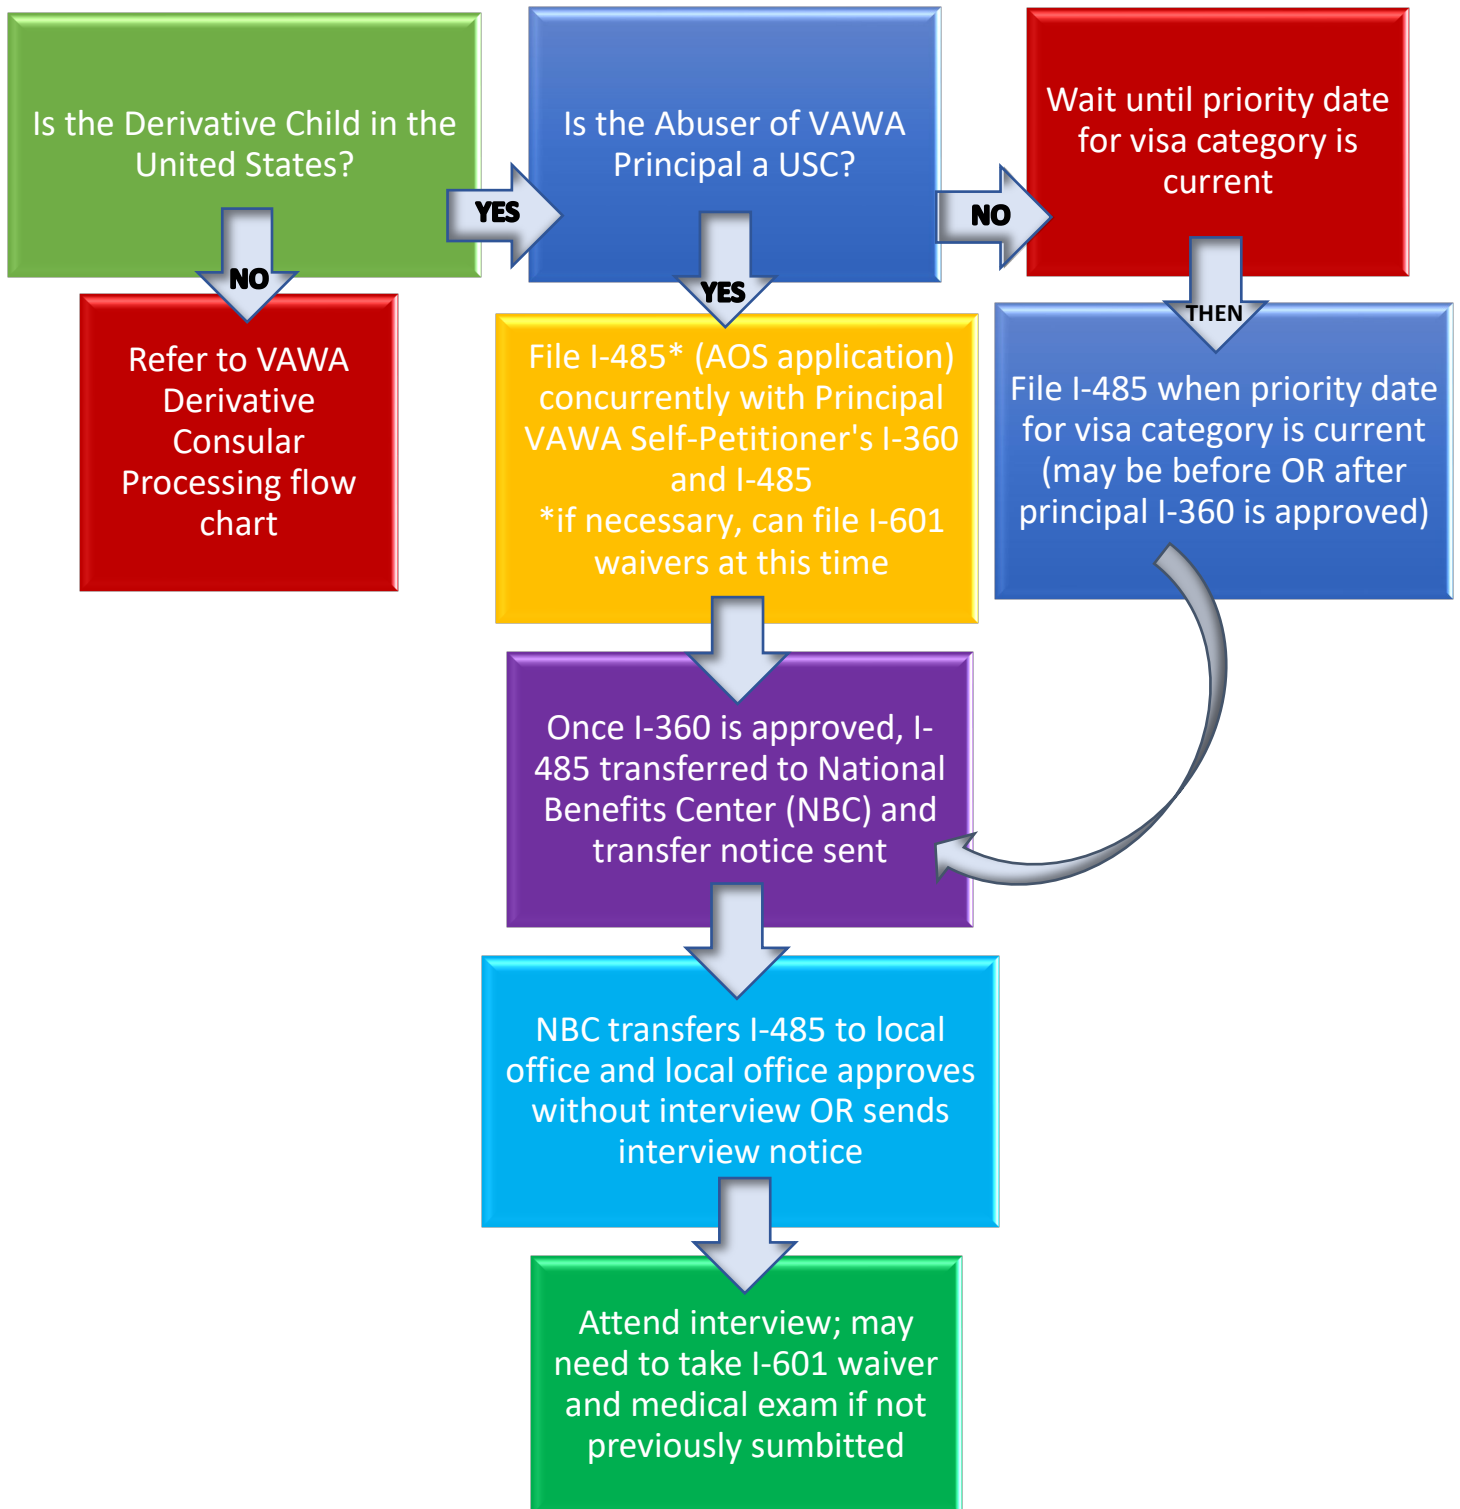 Is the Derivative Child in the
United States?
YES
NO
Is the Abuser of VAWA
Principal a USC?
NO
YES
Wait until priority date
for visa category is
current
THEN
Refer to VAWA
Derivative
Consular
Processing flow
chart
File I-485* (AOS application)
concurrently with Principal
VAWA Self-Petitioner's I-360
and I-485
*if necessary, can file I-601
waivers at this time
File I-485 when priority date
for visa category is current
(may be before OR after
principal I-360 is approved)
Once I-360 is approved, I-
485 transferred to National
Benefits Center (NBC) and
transfer notice sent
NBC transfers I-485 to local
office and local office approves
without interview OR sends
interview notice
Attend interview; may
need to take I-601 waiver
and medical exam if not
previously sumbitted